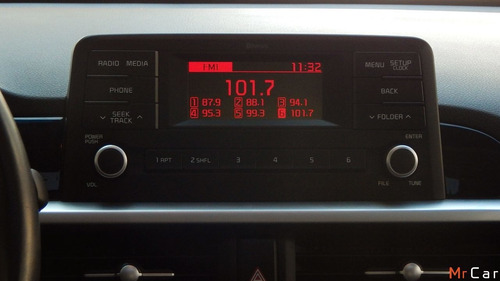 RADIO MEDIA
PHONE
SEEK
TRACK
POWER
PUSH
VOL
FM1 11:32
101.7
1 87.9 2 88.1 3 94.1
4 95.3 5 99.3 6 101.7
1 RPT 2 SHFL 3 4 5 6
MENU SETUP
CLOCK
BACK
FOLDER
ENTER
FILE TUNE
MrCar